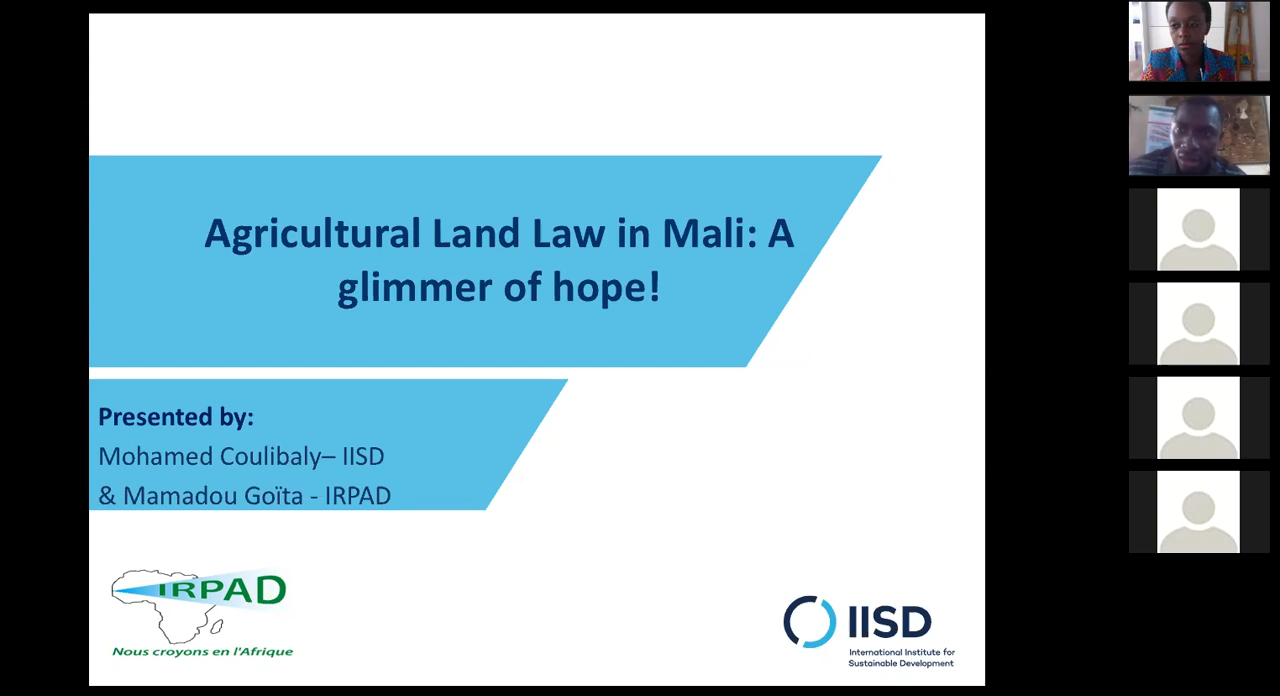 Agricultural Land Law in Mali: A
glimmer of hope!
Presented by:
Mohamed Coulibaly– IISD
& Mamadou Goïta - IRPAD
IRPAD
Nous croyons en l'Afrique
IISD
International Institute for
Sustainable Development